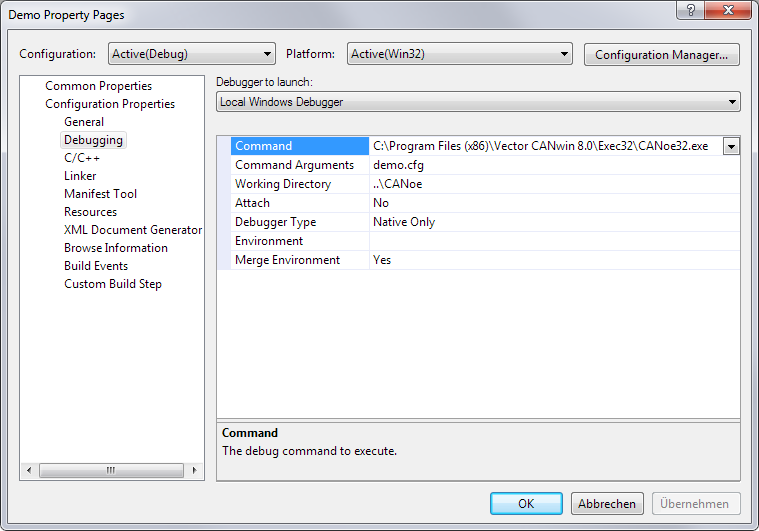 Demo Property Pages
?
Configuration: Active(Debug) Platform: Active(Win32) Configuration Manager...
Common Properties
Configuration Properties
General
Debugging
C/C++
Linker
Manifest Tool
Resources
XML Document Generator
Browse Information
Build Events
Custom Build Step
Debugger to launch:
Local Windows Debugger
Command C:\Program Files (x86)\Vector CANwin 8.0\Exec32\CANoe32.exe
Command Arguments demo.cfg
Working Directory ..\CANoe
Attach No
Debugger Type Native Only
Environment
Merge Environment Yes
Command
The debug command to execute.
OK Abbrechen Übernehmen